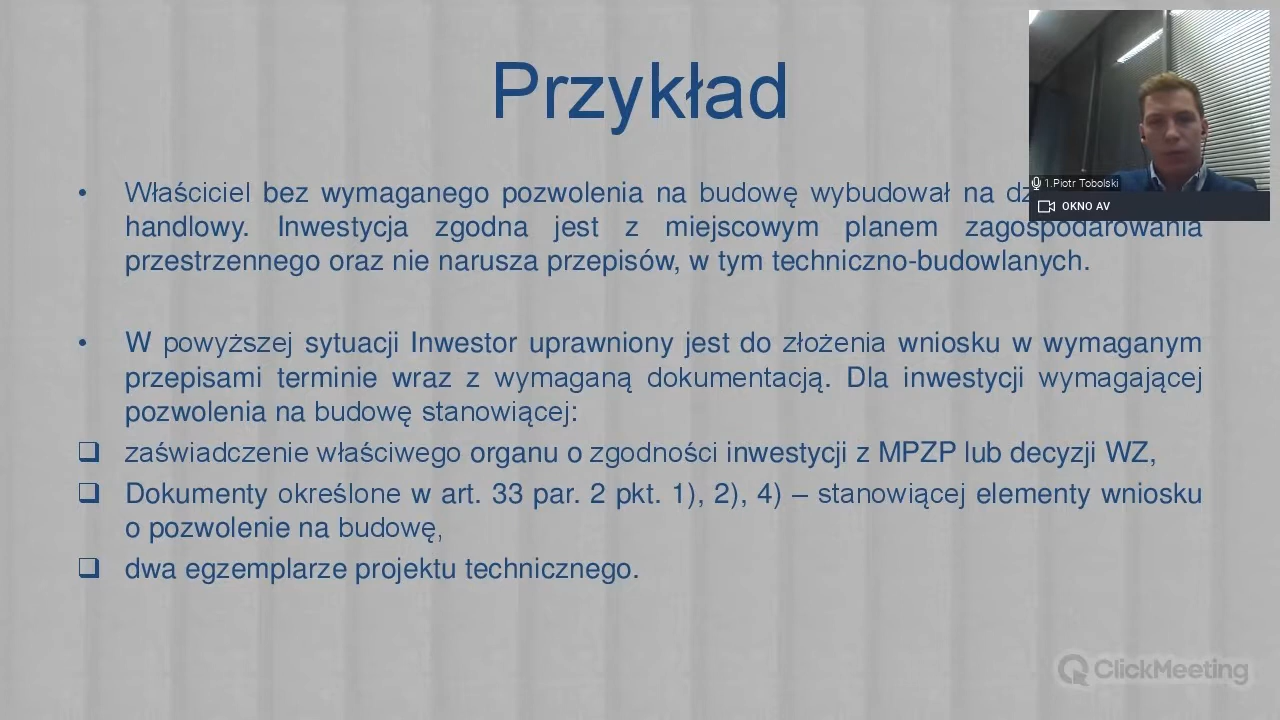 Przykład
• Właściciel bez wymaganego pozwolenia na budowę wybudował na
handlowy. Inwestycja zgodna jest z miejscowym planem zagospodarowania
przestrzennego oraz nie narusza przepisów, w tym techniczno-budowlanych.
• W powyższej sytuacji Inwestor uprawniony jest do złożenia wniosku w wymaganym
przepisami terminie wraz z wymaganą dokumentacją. Dla inwestycji wymagającej
pozwolenia na budowę stanowiącej:
❑ zaświadczenie właściwego organu o zgodności inwestycji z MPZP lub decyzji WZ,
❑ Dokumenty określone w art. 33 par. 2 pkt. 1), 2), 4) – stanowiącej elementy wniosku
o pozwolenie na budowę,
❑ dwa egzemplarze projektu technicznego.
1.Piotr Tobolski
OKNO AV
ClickMeeting